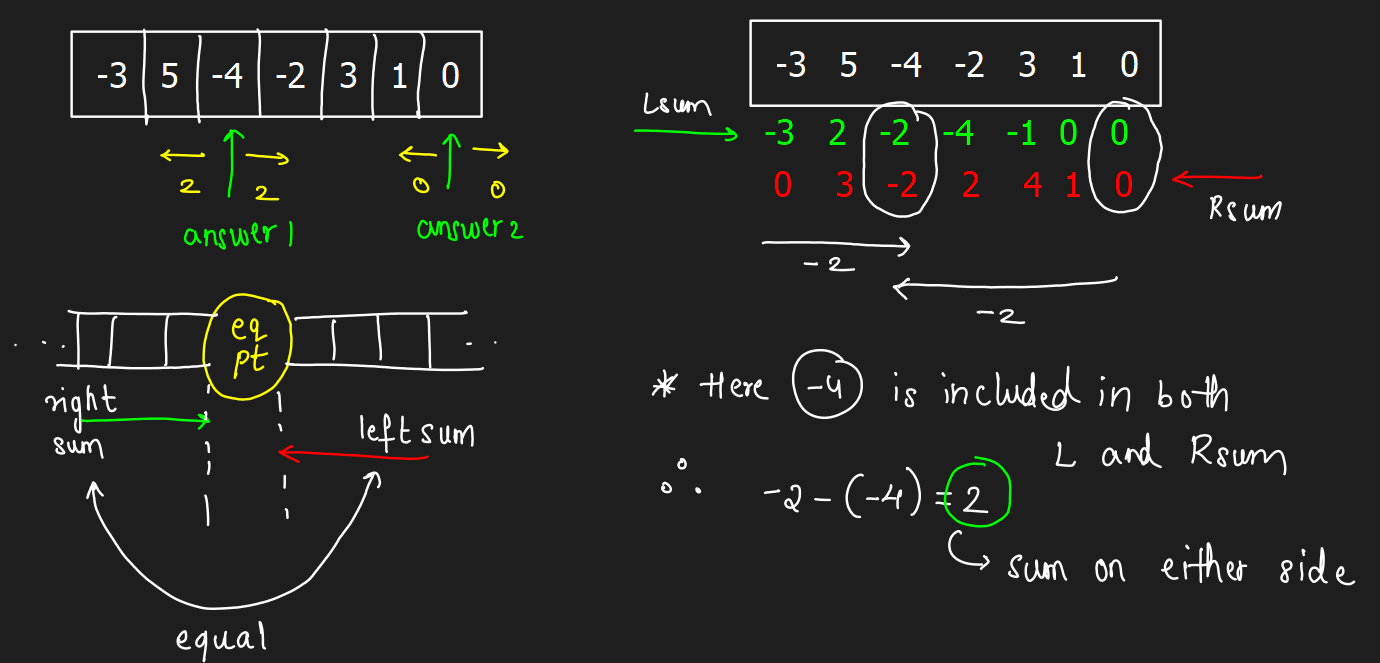 -3 5 -4 -2 3 1 0
2 2
0 0
answer 1
answer 2
eq
pt
. . .
. .
right
sum
left sum
equal
-3 5 -4 -2 3 1 0
Lsum
-3 2 -2 -4 -1 0 0
0 3 -2 2 4 1 0
Rsum
-2
-2
* Here -4 is included in both
L and Rsum
∴ -2-(-4) = 2
sum on either side